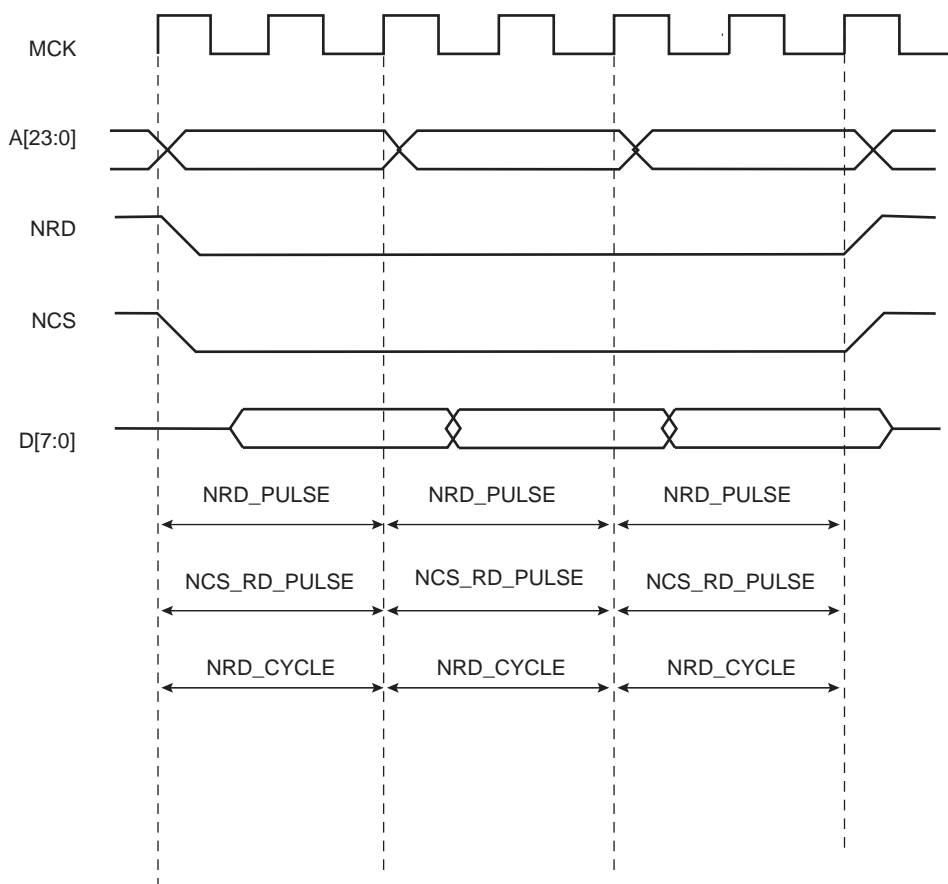 MCK
A[23:0]
NRD
NCS
D[7:0]
NRD_PULSE NRD_PULSE NRD_PULSE
NCS_RD_PULSE NCS_RD_PULSE NCS_RD_PULSE
NRD_CYCLE NRD_CYCLE NRD_CYCLE